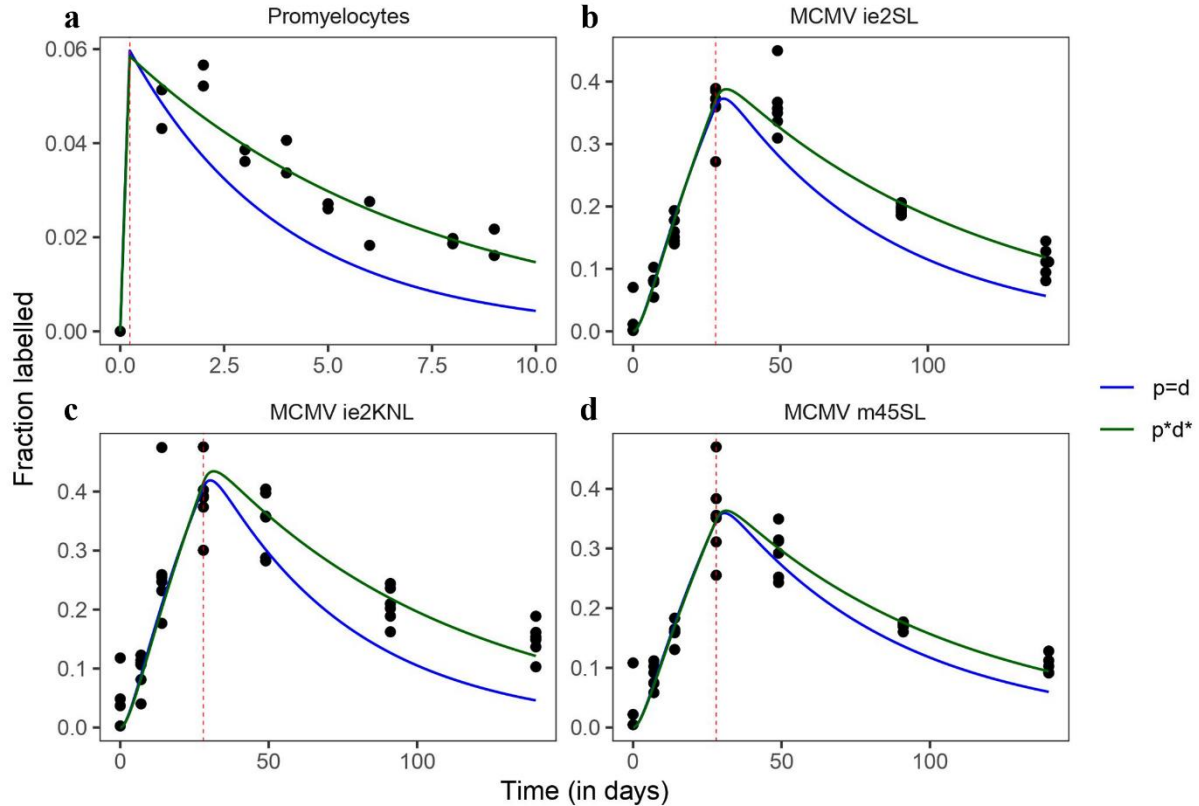 a Promyelocytes
0.06
0.04
0.02
0.00
0.0 2.5 5.0 7.5 10.0
b MCMV ie2SL
0.4
0.3
0.2
0.1
0.0
0 50 100
c MCMV ie2KNL
0.4
0.3
0.2
0.1
0.0
0 50 100
d MCMV m45SL
0.4
0.3
0.2
0.1
0.0
0 50 100
Fraction labelled
Time (in days)
p=d
p*d*